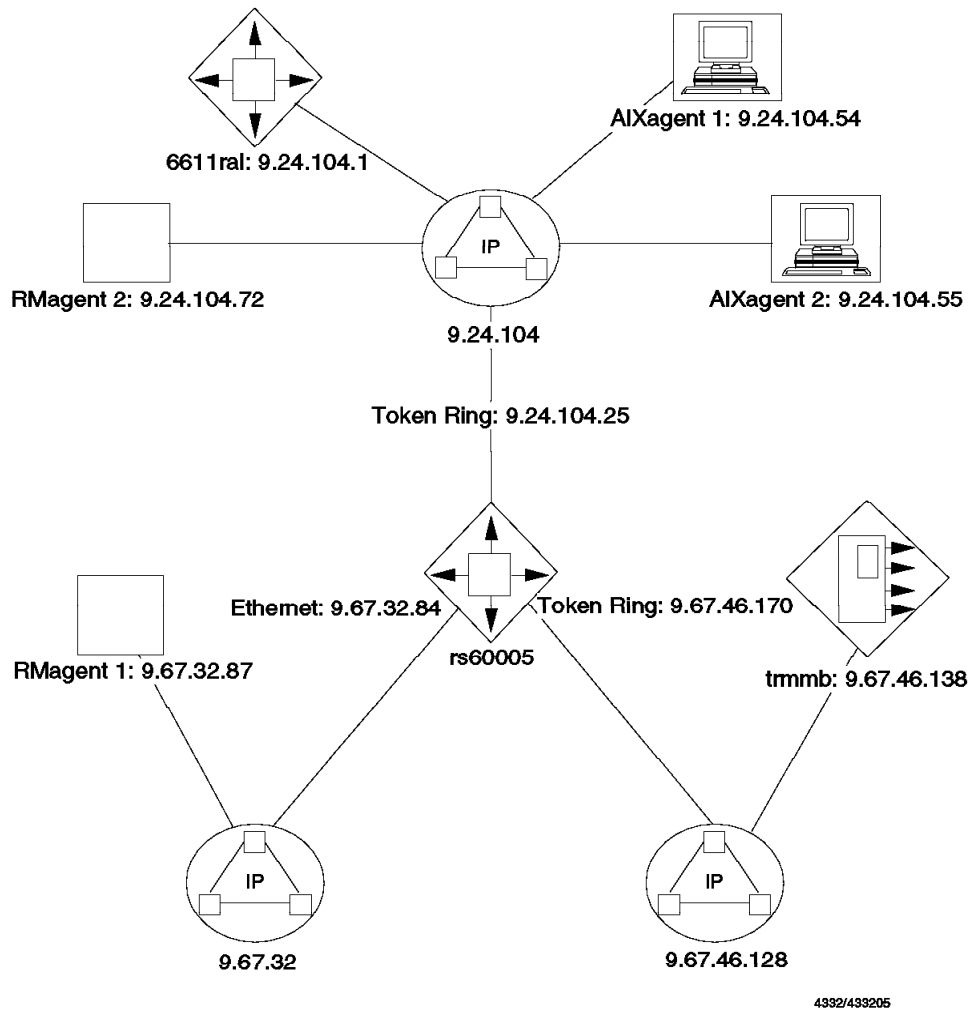 AIXagent 1: 9.24.104.54
6611ral: 9.24.104.1
IP
RMagent 2: 9.24.104.72
AIXagent 2: 9.24.104.55
9.24.104
Token Ring: 9.24.104.25
Ethernet: 9.67.32.84
Token Ring: 9.67.46.170
rs60005
RMagent 1: 9.67.32.87
trmmb: 9.67.46.138
IP
IP
9.67.32
9.67.46.128
4332/433205